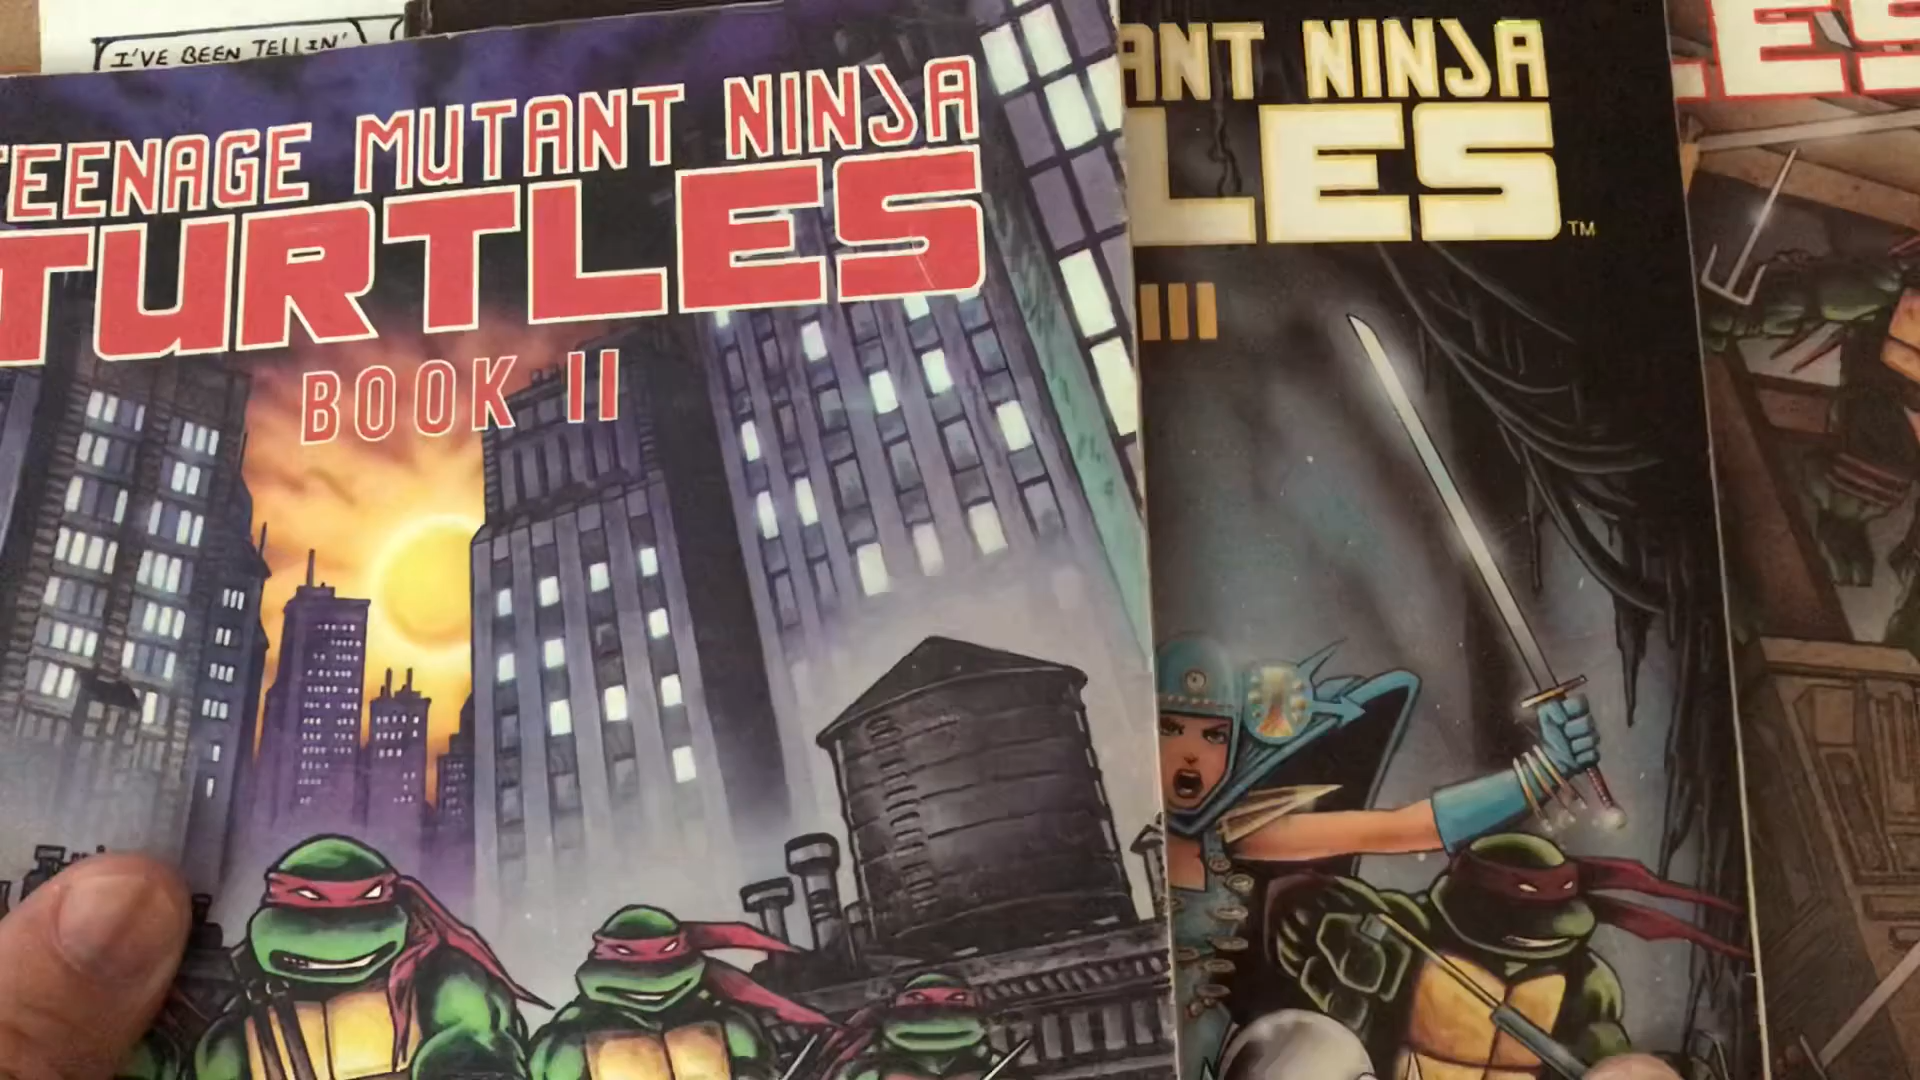 I'VE BEEN TELLIN'
TEENAGE MUTANT NINJA
TURTLES
BOOK II
ANT NINJA
LES
TM
III
ES